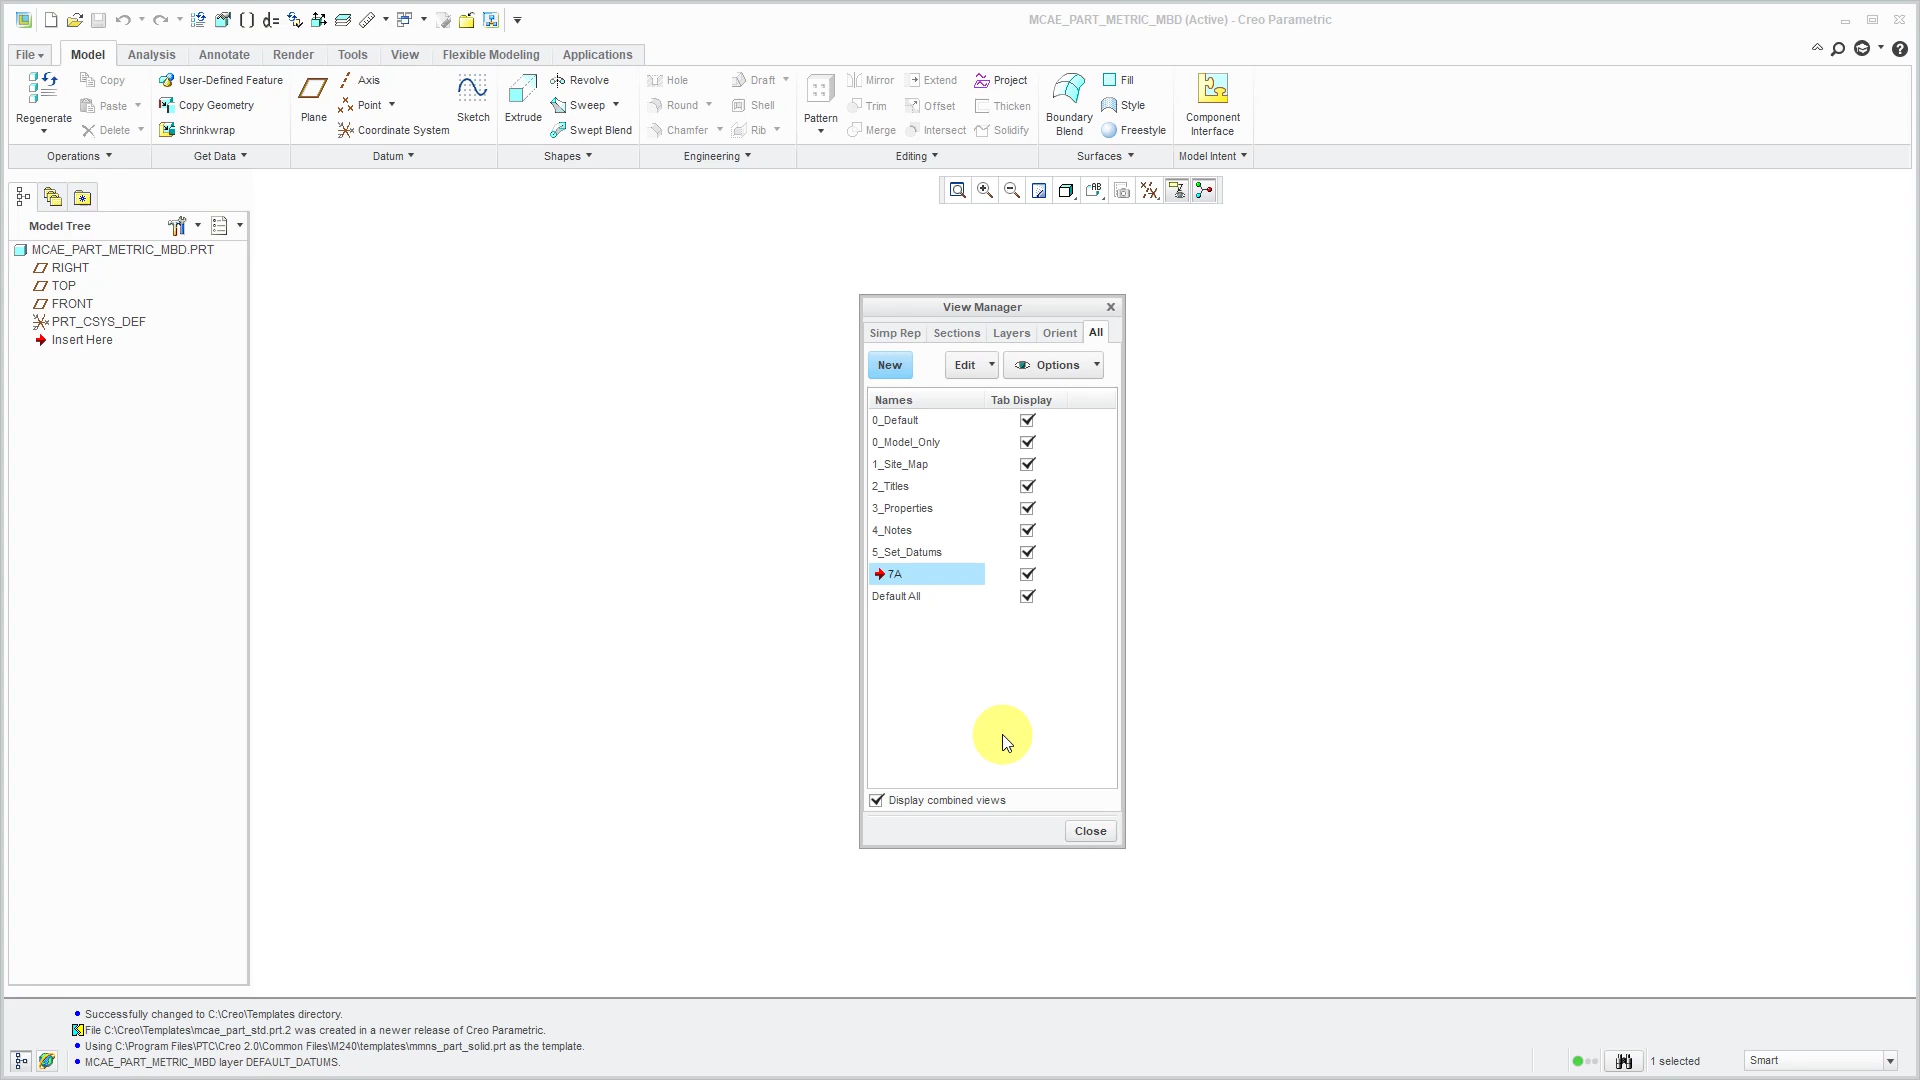 MCAE_PART_METRIC_MBD (Active) - Creo Parametric
File Model Analysis Annotate Render Tools View Flexible Modeling Applications
Regenerate Copy Paste Delete User-Defined Feature Copy Geometry Shrinkwrap Plane Axis Point Coordinate System Sketch Extrude Revolve Sweep Swept Blend Hole Round Chamfer Draft Shell Rib Pattern Mirror Trim Merge Extend Offset Intersect Project Thicken Solidify Boundary Blend Fill Style Freestyle Component Interface
Operations Get Data Datum Shapes Engineering Editing Surfaces Model Intent
Model Tree
MCAE_PART_METRIC_MBD.PRT
RIGHT
TOP
FRONT
PRT_CSYS_DEF
Insert Here
View Manager
Simp Rep Sections Layers Orient All
New Edit Options
Names Tab Display
0_Default
0_Model_Only
1_Site_Map
2_Titles
3_Properties
4_Notes
5_Set_Datums
7A
Default All
Display combined views
Close
Successfully changed to C:\Creo\Templates directory.
File C:\Creo\Templates\mcae_part_std.prt.2 was created in a newer release of Creo Parametric.
Using C:\Program Files\PTC\Creo 2.0\Common Files\M240\templates\mmns_part_solid.prt as the template.
MCAE_PART_METRIC_MBD layer DEFAULT_DATUMS.
1 selected
Smart